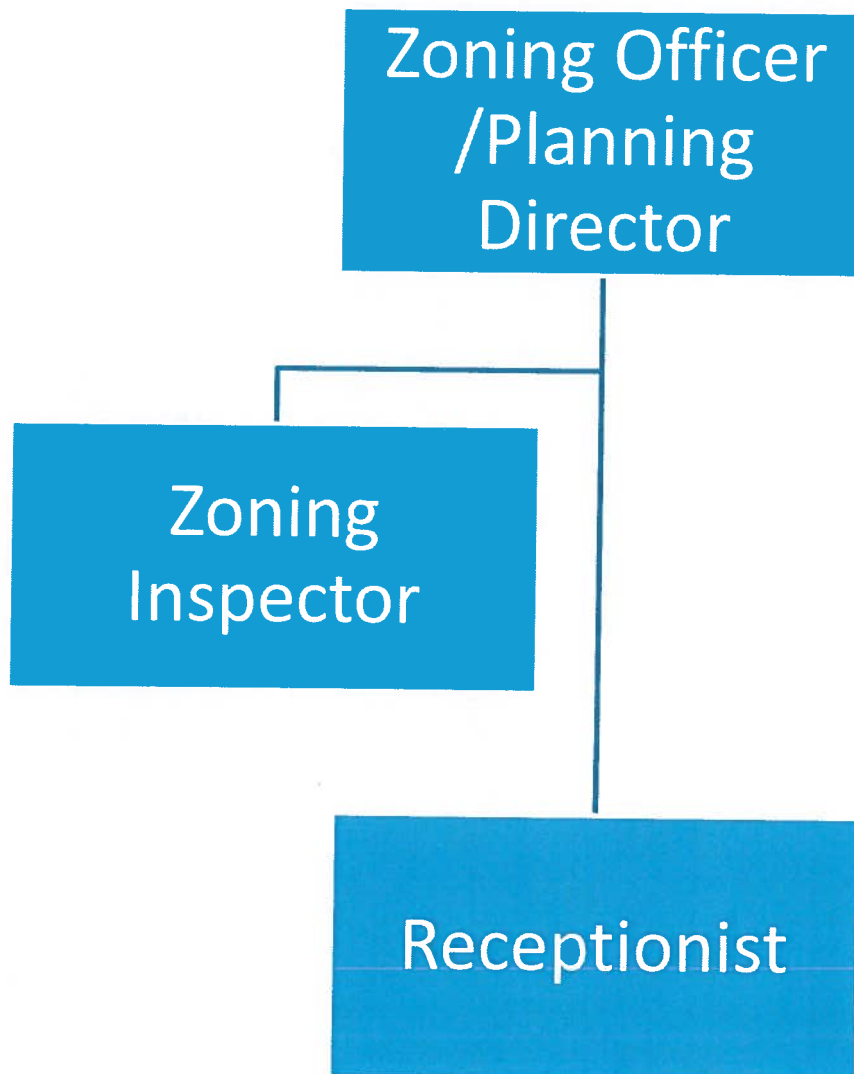 Zoning Officer
/Planning
Director
Zoning
Inspector
Receptionist